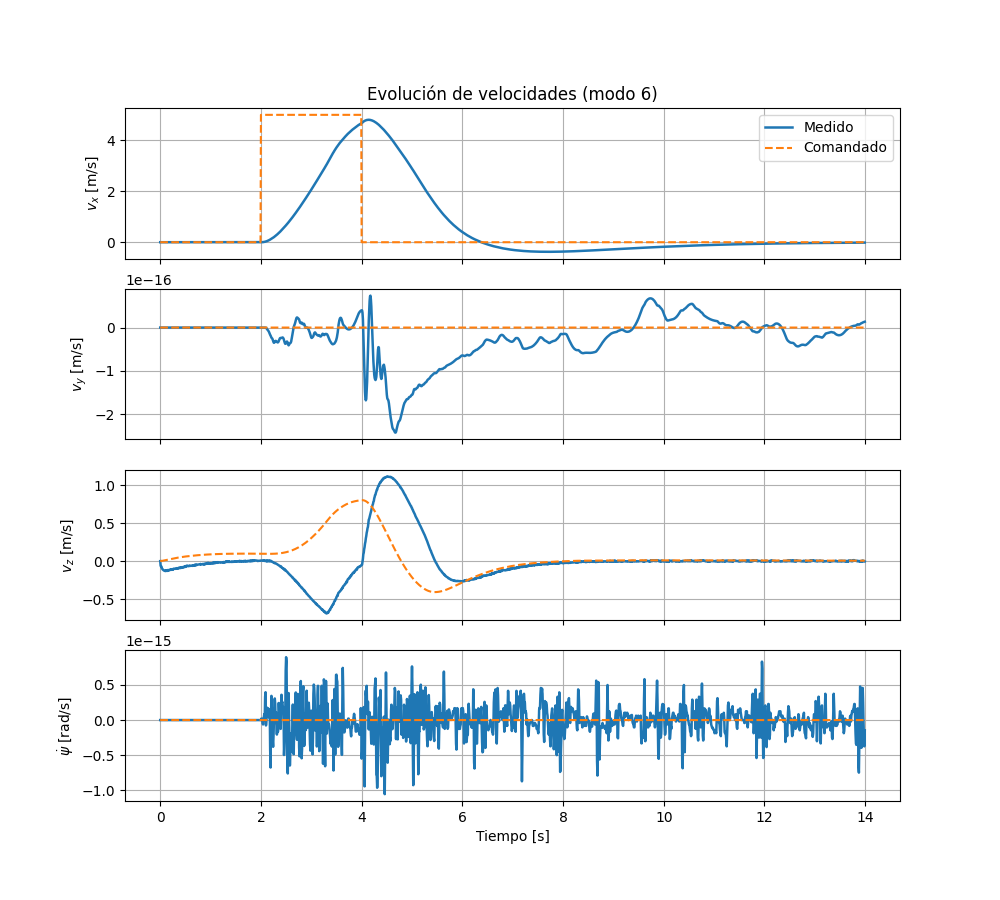 Evolución de velocidades (modo 6)
Medido
Comandado
4
2
0
v_x [m/s]
1e−16
0
−1
−2
v_y [m/s]
1.0
0.5
0.0
−0.5
v_z [m/s]
1e−15
0.5
0.0
−0.5
−1.0
ψ̇ [rad/s]
0 2 4 6 8 10 12 14
Tiempo [s]